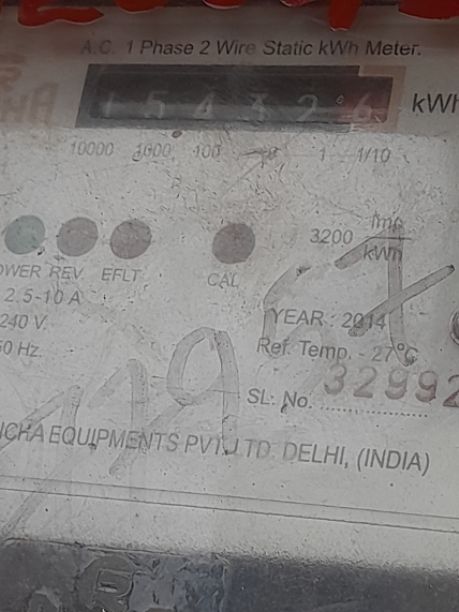 A.C. 1 Phase 2 Wire Static kWh Meter.
1 5 4 3 2 6 kWh
10000 1000 100 10 1 1/10
OWER REV EFLT CAL
3200 imp
kWh
2.5-10 A
240 V
50 Hz.
YEAR : 2014
Ref. Temp. - 27°C
SL. No. 32992
ICHA EQUIPMENTS PVT. LTD. DELHI, (INDIA)